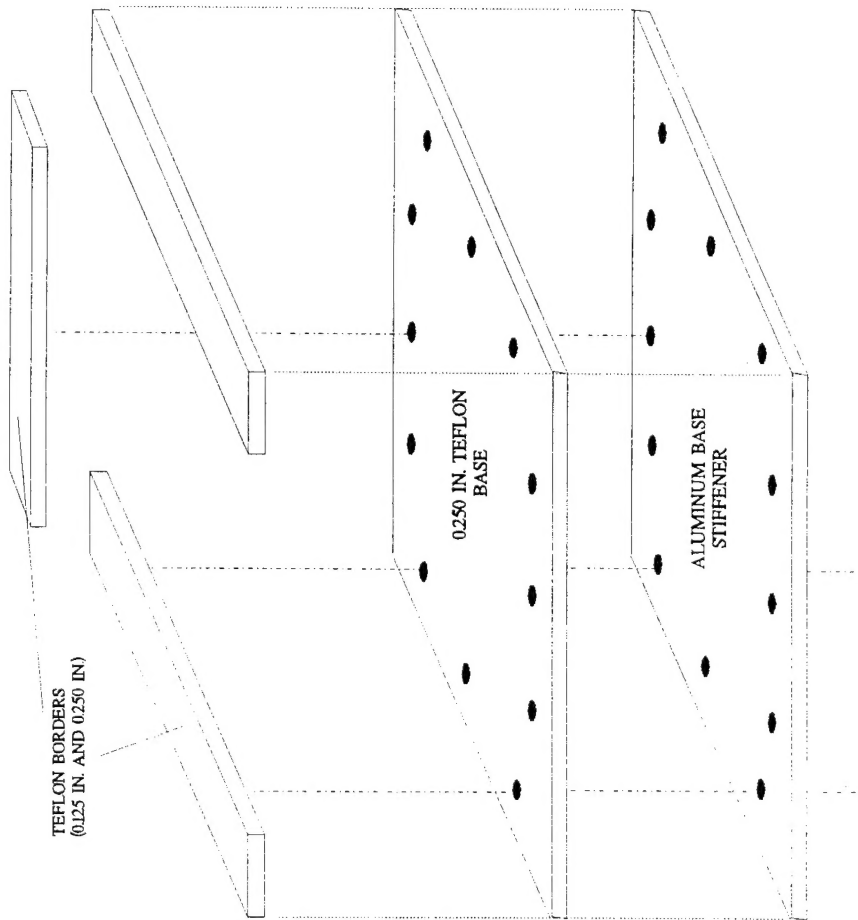 TEFLON BORDERS
(0.125 IN. AND 0.250 IN.)
0.250 IN. TEFLON
BASE
ALUMINUM BASE
STIFFENER